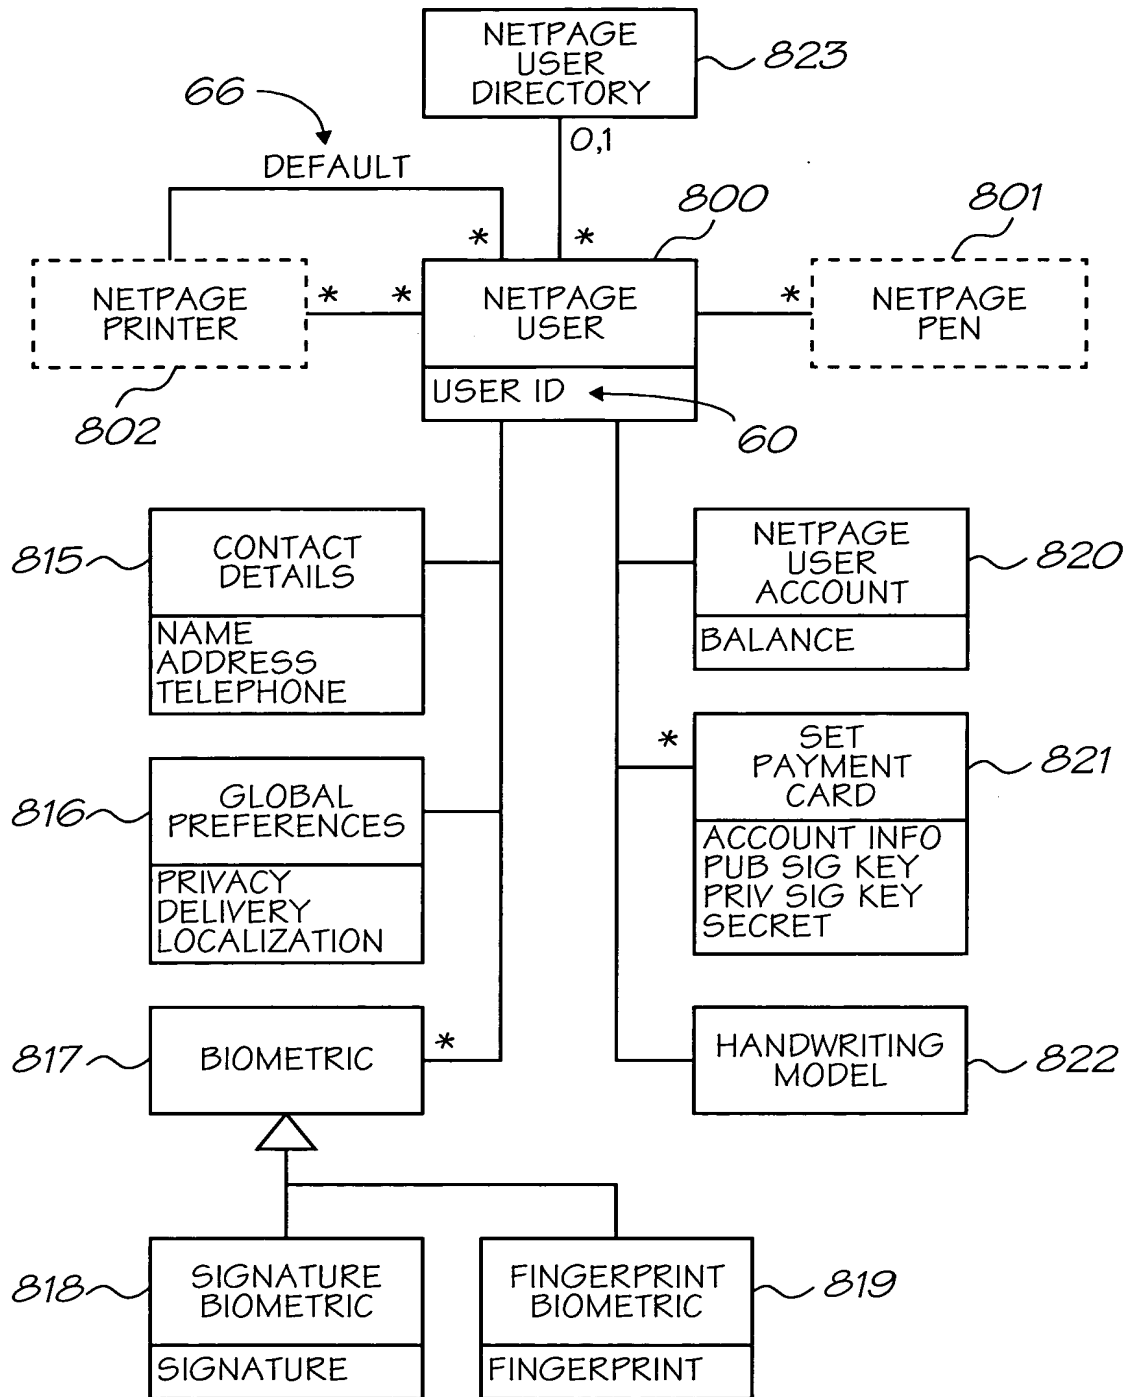 NETPAGE
USER
DIRECTORY
823
66
0,1
DEFAULT
800
801
*
*
NETPAGE
PRINTER
*
*
NETPAGE
USER
*
NETPAGE
PEN
USER ID
802
60
815
CONTACT
DETAILS
NAME
ADDRESS
TELEPHONE
NETPAGE
USER
ACCOUNT
820
BALANCE
816
GLOBAL
PREFERENCES
PRIVACY
DELIVERY
LOCALIZATION
*
SET
PAYMENT
CARD
821
ACCOUNT INFO
PUB SIG KEY
PRIV SIG KEY
SECRET
817
BIOMETRIC
*
HANDWRITING
MODEL
822
818
SIGNATURE
BIOMETRIC
SIGNATURE
FINGERPRINT
BIOMETRIC
819
FINGERPRINT